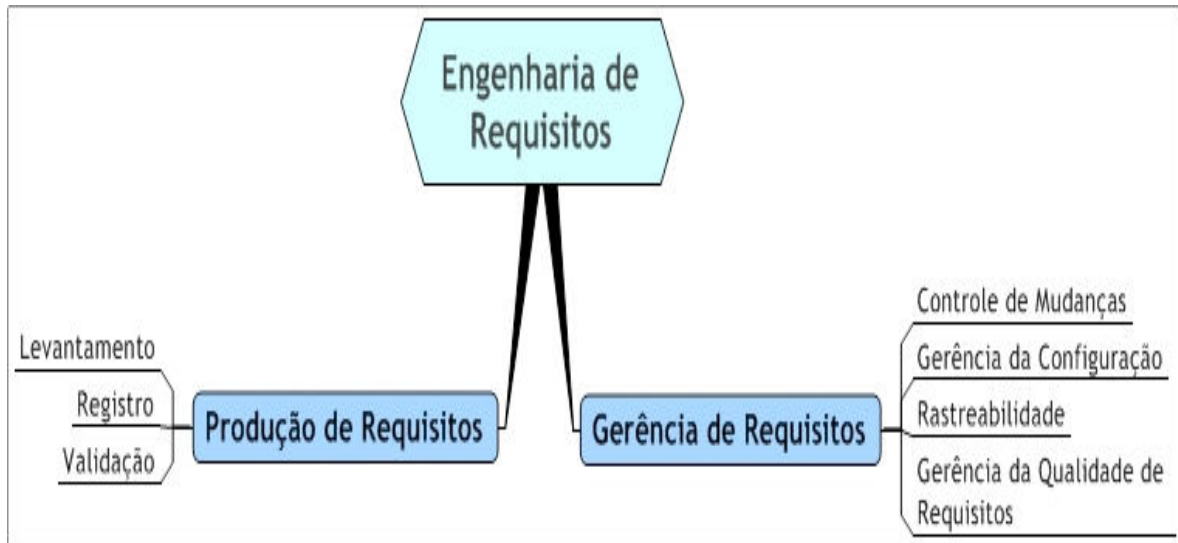 Engenharia de
Requisitos
Levantamento
Registro
Validação
Produção de Requisitos
Gerência de Requisitos
Controle de Mudanças
Gerência da Configuração
Rastreabilidade
Gerência da Qualidade de
Requisitos